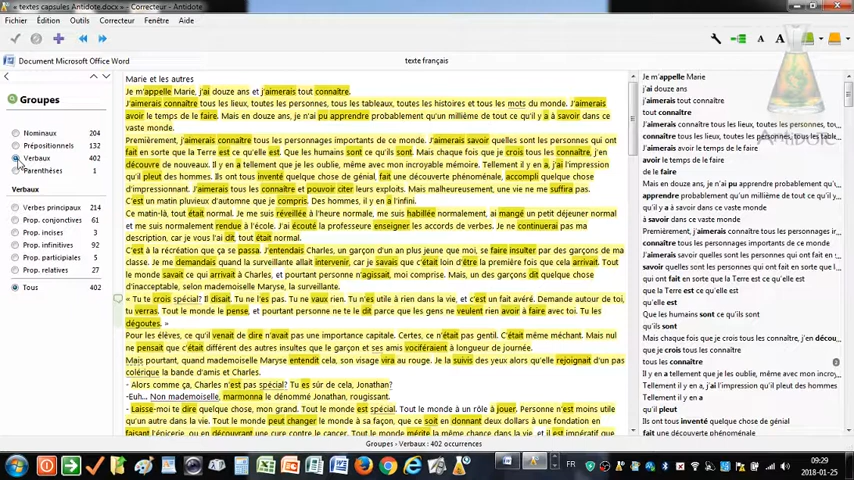 « textes capsules Antidote.docx » - Correcteur - Antidote
Fichier Édition Outils Correcteur Fenêtre Aide
Document Microsoft Office Word
texte français
Groupes
Nominaux 204
Prépositionnels 132
Verbaux 402
Parenthèses 1
Verbaux
Verbes principaux 214
Prop. conjonctives 61
Prop. incises 3
Prop. infinitives 92
Prop. participiales 5
Prop. relatives 27
Tous 402
Marie et les autres
Je m'appelle Marie, j'ai douze ans et j'aimerais tout connaître.
J'aimerais connaître tous les lieux, toutes les personnes, tous les tableaux, toutes les histoires et tous les mots du monde. J'aimerais
avoir le temps de le faire. Mais en douze ans, je n'ai pu apprendre probablement qu'un millième de tout ce qu'il y a à savoir dans ce
vaste monde.
Premièrement, j'aimerais connaître tous les personnages importants de ce monde. J'aimerais savoir quelles sont les personnes qui ont
fait en sorte que la Terre est ce qu'elle est. Que les humains sont ce qu'ils sont. Mais chaque fois que je crois tous les connaître, j'en
découvre de nouveaux. Il y en a tellement que je les oublie, même avec mon incroyable mémoire. Il y en a, j'ai l'impression
qu'il pleut des hommes. Ils ont tous inventé quelque chose de génial, fait une découverte phénoménale, accompli quelque chose
d'impressionnant. J'aimerais tous les connaître et pouvoir citer leurs exploits. Mais malheureusement, une vie ne me suffira pas.
C'est un matin pluvieux d'automne que je compris. Des hommes, il y en a l'infini.
Ce matin-là, tout était normal. Je me suis réveillée à l'heure normale, me suis habillée normalement, ai mangé un petit déjeuner normal
et me suis normalement rendue à l'école. J'ai écouté la professeure enseigner les accords de verbes. Je ne continuerai pas ma
description, car je vous l'ai dit, tout était normal.
C'est à la récréation que ça se passa. J'entendais Charles, un garçon d'un an plus jeune que moi, se faire insulter par des garçons de ma
classe. Je me demandais quand la surveillante allait intervenir, car je savais que c'était loin d'être la première fois que cela arrivait. Tout
le monde savait ce qui arrivait à Charles, et pourtant personne n'agissait, moi comprise. Mais, un des garçons dit quelque chose
d'inacceptable, selon mademoiselle Maryse, la surveillante.
« Tu te crois spécial? Il disait. Tu ne l'es pas. Tu ne vaux rien. Tu n'es utile à rien dans la vie, et c'est un fait avéré. Demande autour de toi,
tu verras. Mais tout le monde le pense, et pourtant personne ne te le dit parce que les gens ne veulent rien avoir à faire avec toi. Tu les
dégoûtes. »
Pour les élèves, ce qu'il venait de dire n'avait pas une importance capitale. Certes, ce n'était pas gentil. C'était même méchant. Mais nul
ne pensait que c'était différent des autres insultes que le garçon et ses amis vociféraient à longueur de journée.
Mais pourtant, quand mademoiselle Maryse entendit cela, son visage vira au rouge. Je la suivis des yeux alors qu'elle rejoignait d'un pas
colérique la bande d'amis et Charles.
- Alors comme ça, Charles n'est pas spécial? Tu es sûr de cela, Jonathan?
-Euh... Non mademoiselle, marmonna le dénommé Jonathan, rougissant.
- Laisse-moi te dire quelque chose, mon grand. Tout le monde est spécial. Tout le monde a un rôle à jouer. Personne n'est moins utile
qu'un autre dans la vie. Tout le monde peut changer le monde à sa façon, que ce soit en donnant deux dollars à une fondation en
faisant l'épicerie, ou en découvrant une cure contre le cancer. Tout le monde mérite la même chance dans la vie, et il est impératif que
Je m'appelle Marie
j'ai douze ans
j'aimerais tout connaître
tout connaître
J'aimerais connaître tous les lieux, toutes les personnes, tou...
connaître tous les lieux, toutes les personnes, tous les table...
J'aimerais avoir le temps de le faire
avoir le temps de le faire
de le faire
Mais en douze ans, je n'ai pu apprendre probablement qu'u...
apprendre probablement qu'un millième de tout ce qu'il y a...
qu'il y a à savoir dans ce vaste monde
à savoir dans ce vaste monde
Premièrement, j'aimerais connaître tous les personnages i...
connaître tous les personnages importants de ce monde
J'aimerais savoir quelles sont les personnes qui ont fait en...
savoir quelles sont les personnes qui ont fait en sorte que l...
qui ont fait en sorte que la Terre est ce qu'elle est
que la Terre est ce qu'elle est
qu'elle est
Que les humains sont ce qu'ils sont
qu'ils sont
Mais chaque fois que je crois tous les connaître, j'en décou...
que je crois tous les connaître
tous les connaître
Il y en a tellement que je les oublie, même avec mon incroy...
Tellement il y en a, j'ai l'impression qu'il pleut des hommes
Tellement il y en a
qu'il pleut
Ils ont tous inventé quelque chose de génial
fait une découverte phénoménale
Groupes › Verbaux : 402 occurrences
FR
09:29
2018-01-25